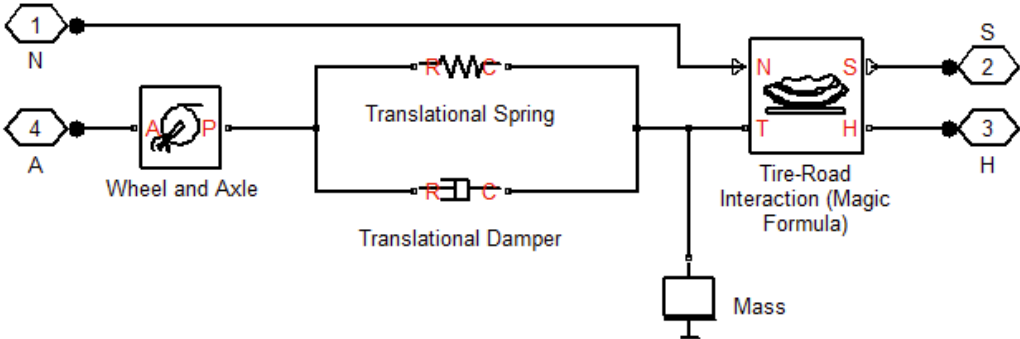 1
N
R
C
Translational Spring
N
S
T
H
S
2
3
H
4
A
A
P
Wheel and Axle
R
C
Translational Damper
Tire-Road
Interaction (Magic
Formula)
Mass